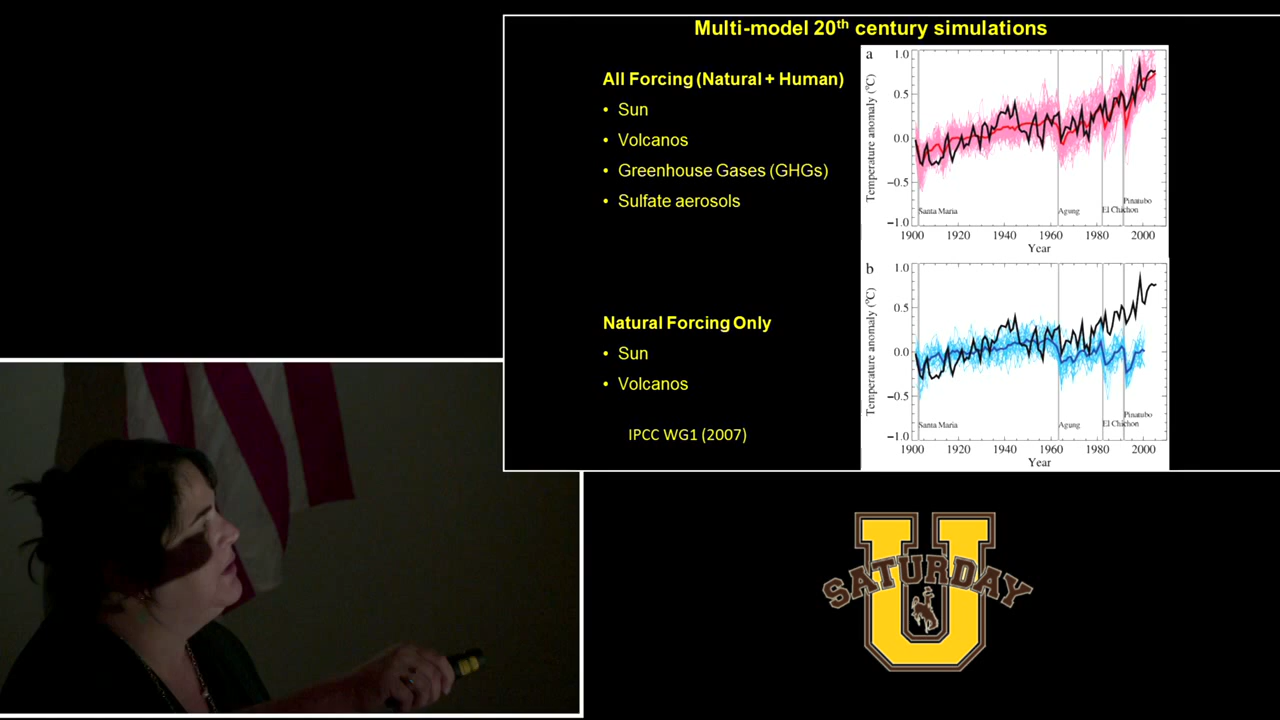 Multi-model 20th century simulations
All Forcing (Natural + Human)
• Sun
• Volcanos
• Greenhouse Gases (GHGs)
• Sulfate aerosols
a
Temperature anomaly (°C)
1.0
0.5
0.0
−0.5
−1.0
Santa Maria
Agung
El Chichon
Pinatubo
1900 1920 1940 1960 1980 2000
Year
Natural Forcing Only
• Sun
• Volcanos
IPCC WG1 (2007)
b
Temperature anomaly (°C)
1.0
0.5
0.0
−0.5
−1.0
Santa Maria
Agung
El Chichon
Pinatubo
1900 1920 1940 1960 1980 2000
Year
U
SATURDAY